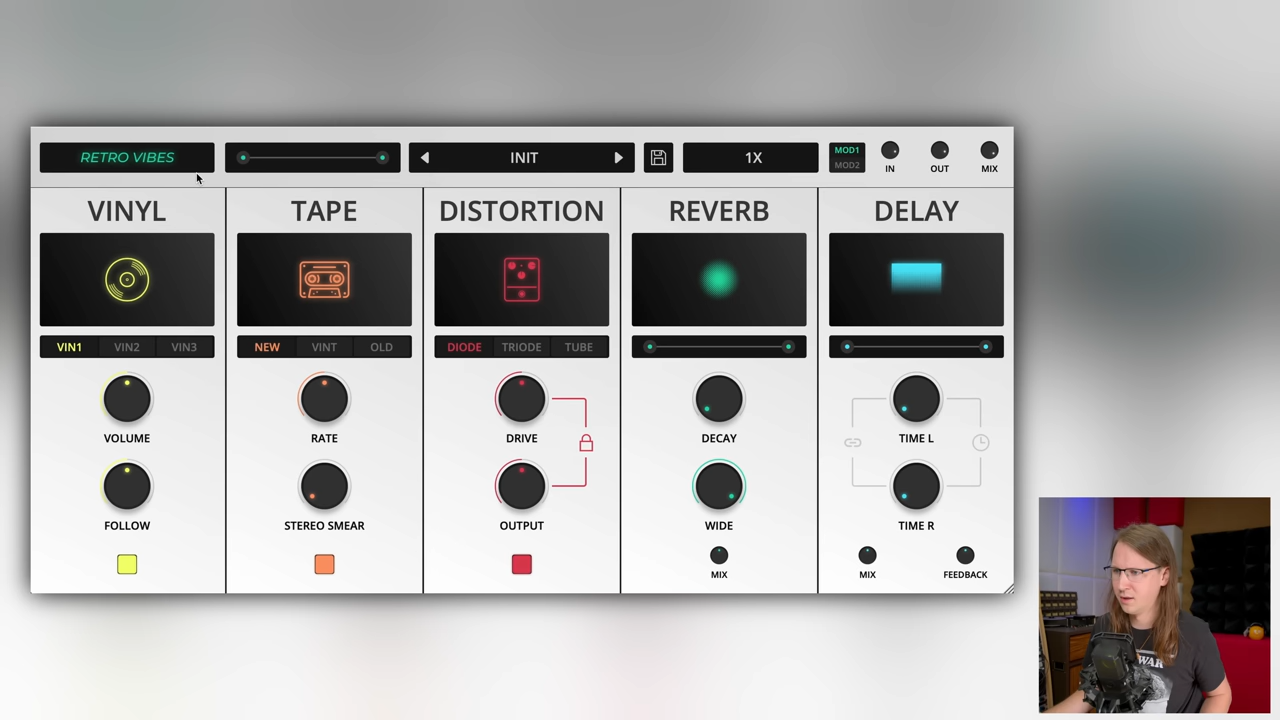 RETRO VIBES
INIT
1X
MOD1
MOD2
IN
OUT
MIX
VINYL
TAPE
DISTORTION
REVERB
DELAY
VIN1 VIN2 VIN3
NEW VINT OLD
DIODE TRIODE TUBE
VOLUME
RATE
DRIVE
DECAY
TIME L
FOLLOW
STEREO SMEAR
OUTPUT
WIDE
TIME R
MIX
MIX
FEEDBACK
WAR